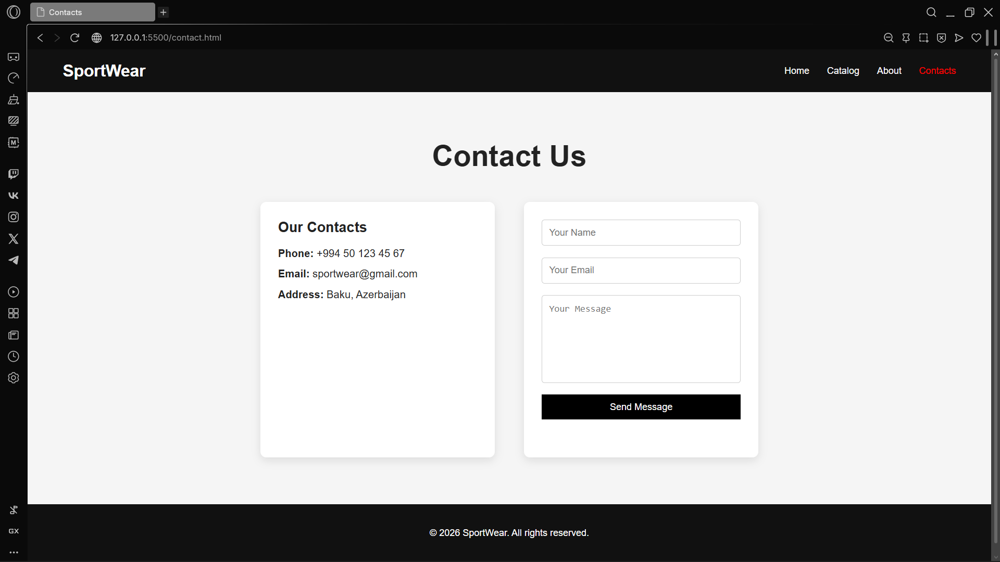 Contacts
127.0.0.1:5500/contact.html
SportWear
Home Catalog About Contacts
Contact Us
Our Contacts
Phone: +994 50 123 45 67
Email: sportwear@gmail.com
Address: Baku, Azerbaijan
Your Name
Your Email
Your Message
Send Message
© 2026 SportWear. All rights reserved.
M
VK
GX